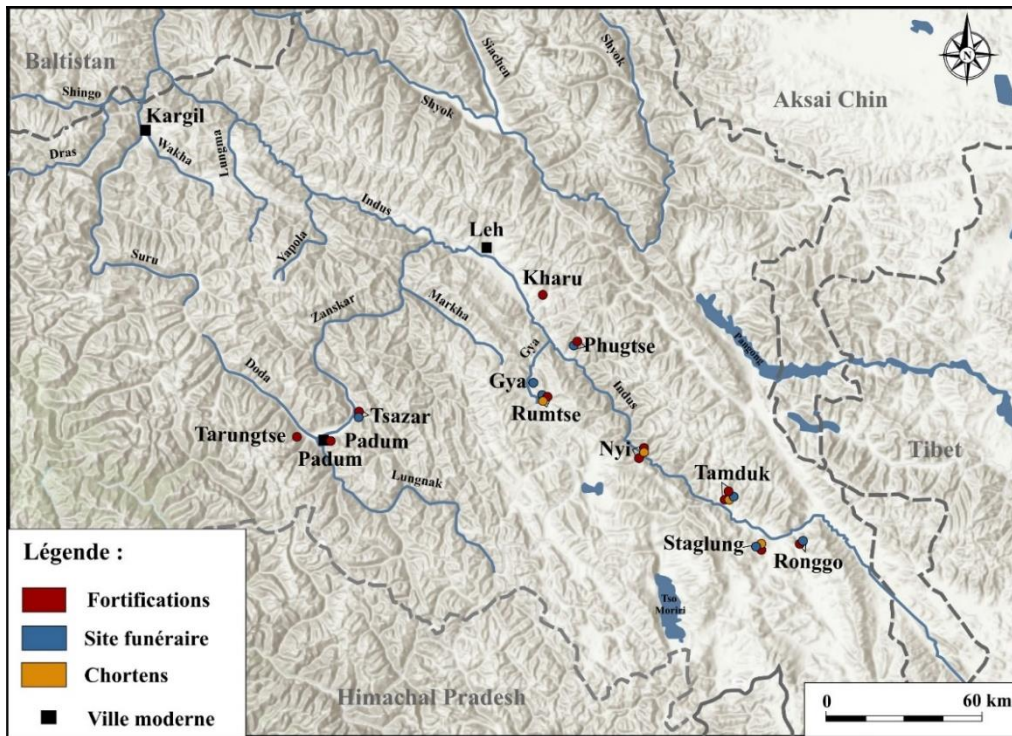 Baltistan
Shingo
Kargil
Dras
Wakha
Lungma
Suru
Yapola
Indus
Siachen
Shyok
Shyok
Aksai Chin
N
Leh
Kharu
Zanskar
Markha
Gya
Phugtse
Pangong
Gya
Rumtse
Indus
Doda
Tsazar
Tarungtse
Padum
Padum
Nyi
Tibet
Lungnak
Tamduk
Staglung
Ronggo
Tso
Moriri
Himachal Pradesh
Légende :
Fortifications
Site funéraire
Chortens
Ville moderne
0 60 km